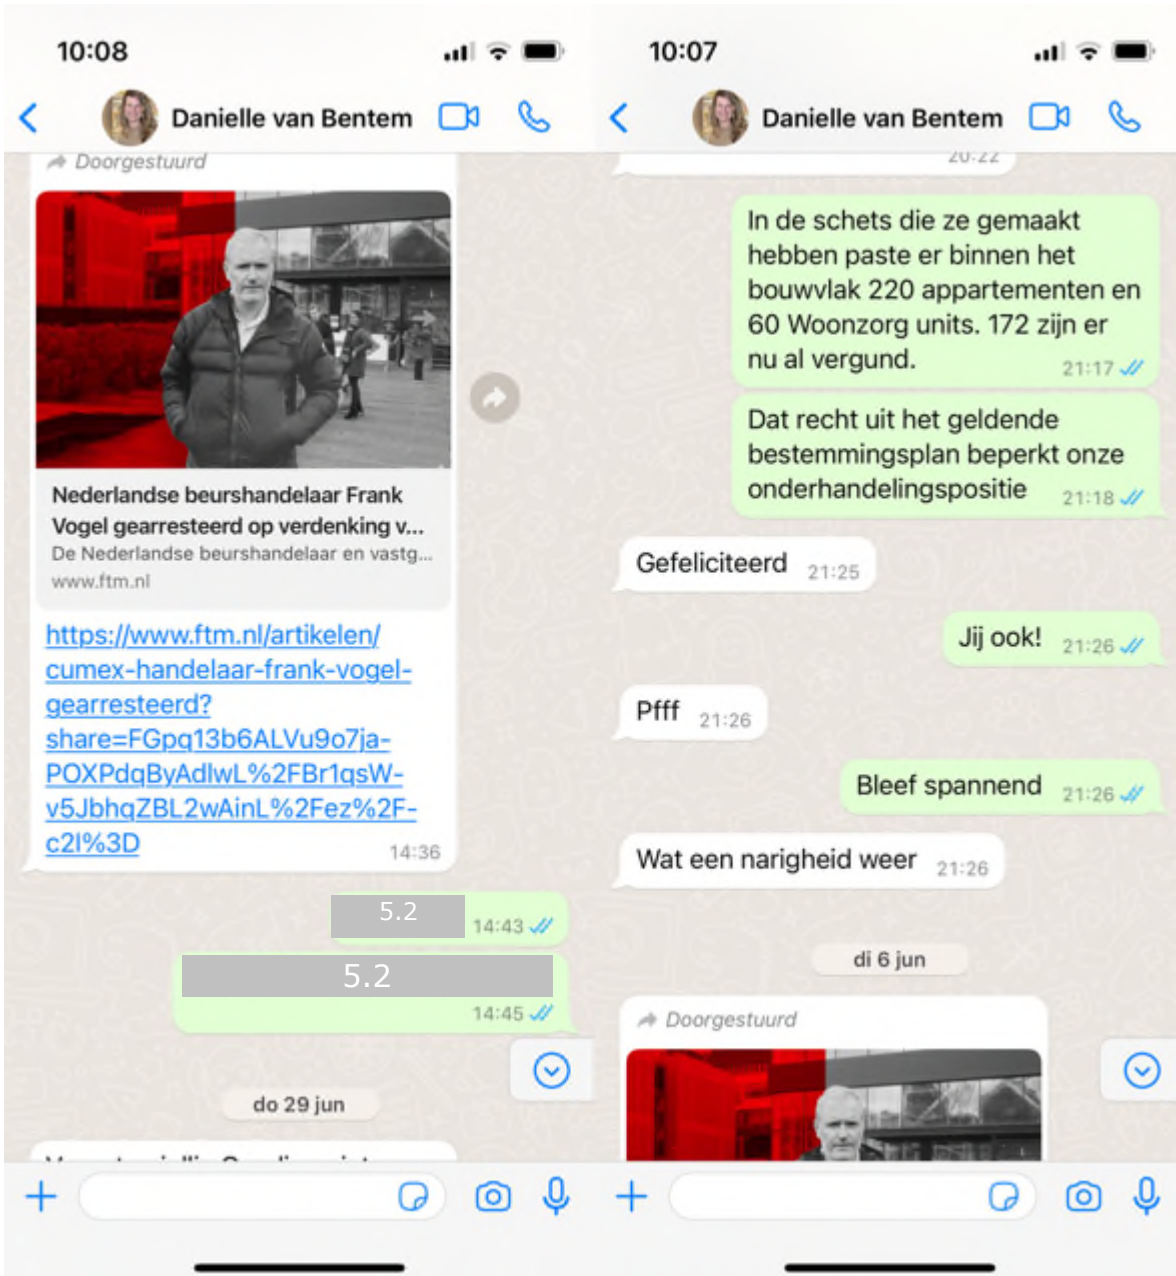 10:08
Danielle van Bentem
Doorgestuurd
Nederlandse beurshandelaar Frank
Vogel gearresteerd op verdenking v...
De Nederlandse beurshandelaar en vastg...
www.ftm.nl
https://www.ftm.nl/artikelen/
cumex-handelaar-frank-vogel-
gearresteerd?
share=FGpq13b6ALVu9o7ja-
POXPdqByAdlwL%2FBr1qsW-
v5JbhqZBL2wAinL%2Fez%2F-
c2I%3D
14:36
5.2
14:43
5.2
14:45
do 29 jun
10:07
Danielle van Bentem
20:22
In de schets die ze gemaakt
hebben paste er binnen het
bouwvlak 220 appartementen en
60 Woonzorg units. 172 zijn er
nu al vergund.
21:17
Dat recht uit het geldende
bestemmingsplan beperkt onze
onderhandelingspositie
21:18
Gefeliciteerd
21:25
Jij ook!
21:26
Pfff
21:26
Bleef spannend
21:26
Wat een narigheid weer
21:26
di 6 jun
Doorgestuurd